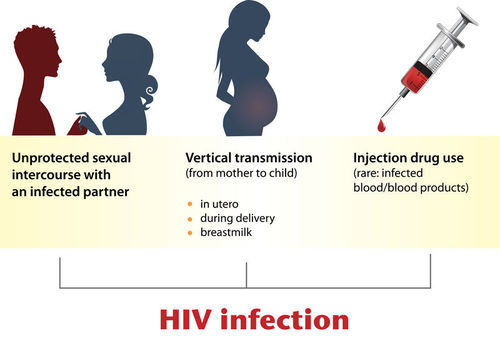 Unprotected sexual
intercourse with
an infected partner
Vertical transmission
(from mother to child)
• in utero
• during delivery
• breastmilk
Injection drug use
(rare: infected
blood/blood products)
HIV infection